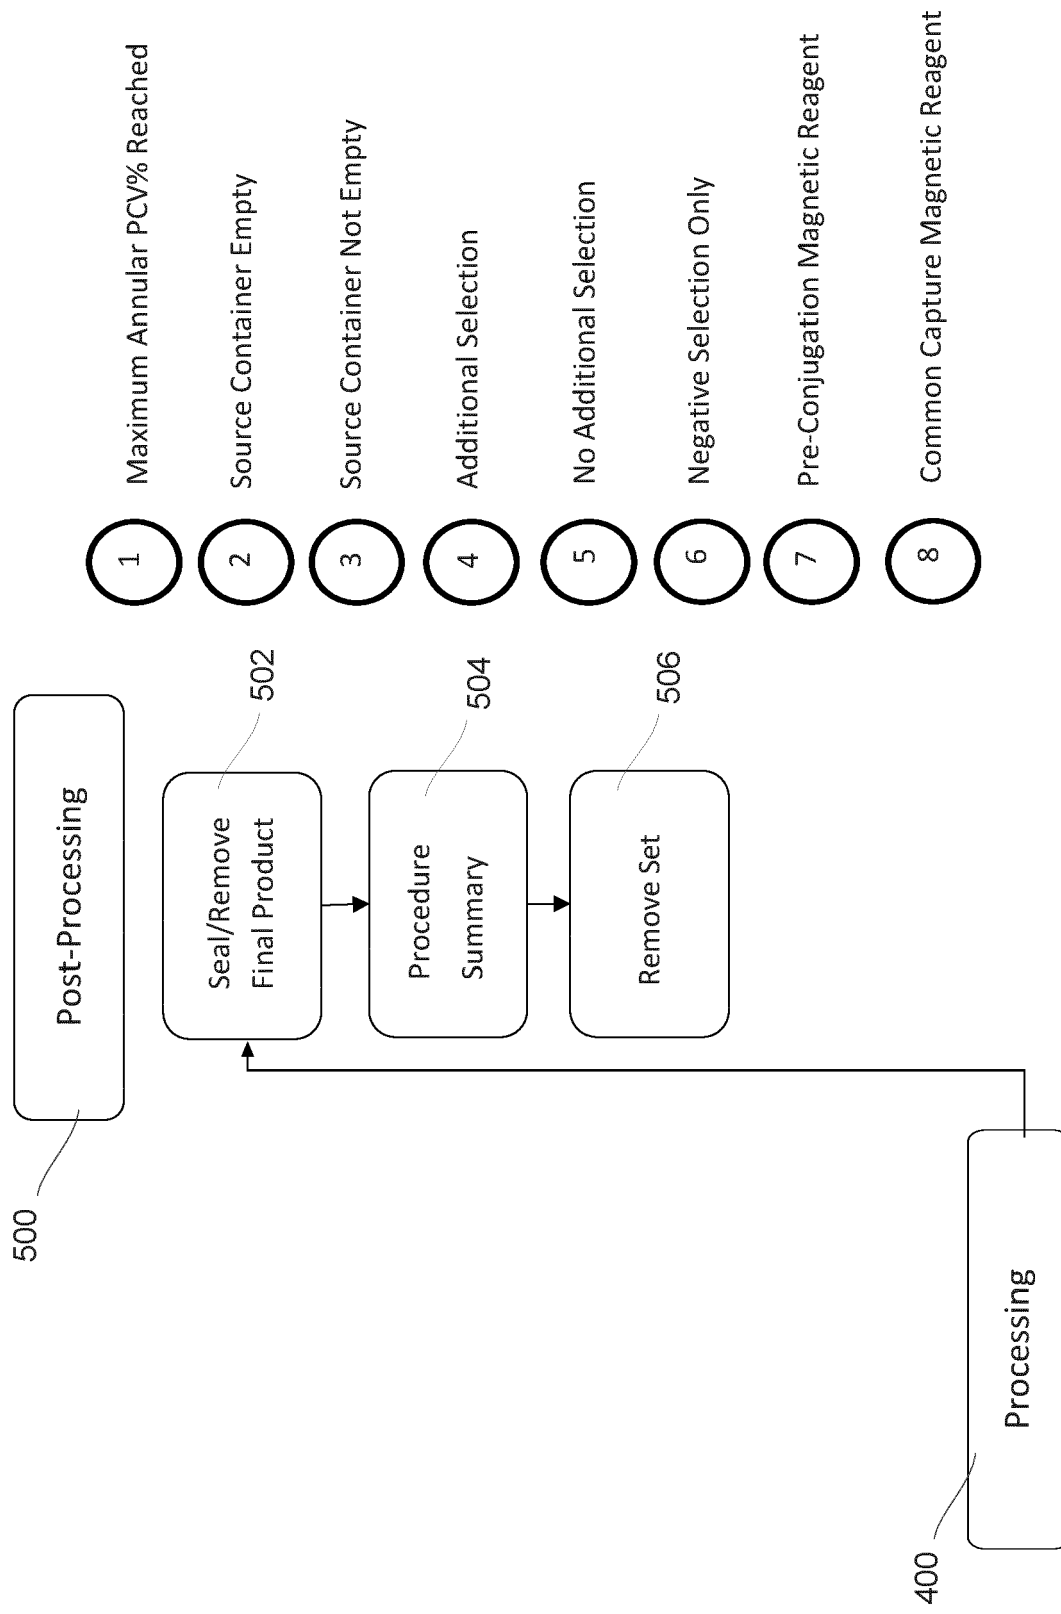 500
Post-Processing
Seal/Remove
Final Product
502
Procedure
Summary
504
Remove Set
506
400
Processing
1 Maximum Annular PCV% Reached
2 Source Container Empty
3 Source Container Not Empty
4 Additional Selection
5 No Additional Selection
6 Negative Selection Only
7 Pre-Conjugation Magnetic Reagent
8 Common Capture Magnetic Reagent